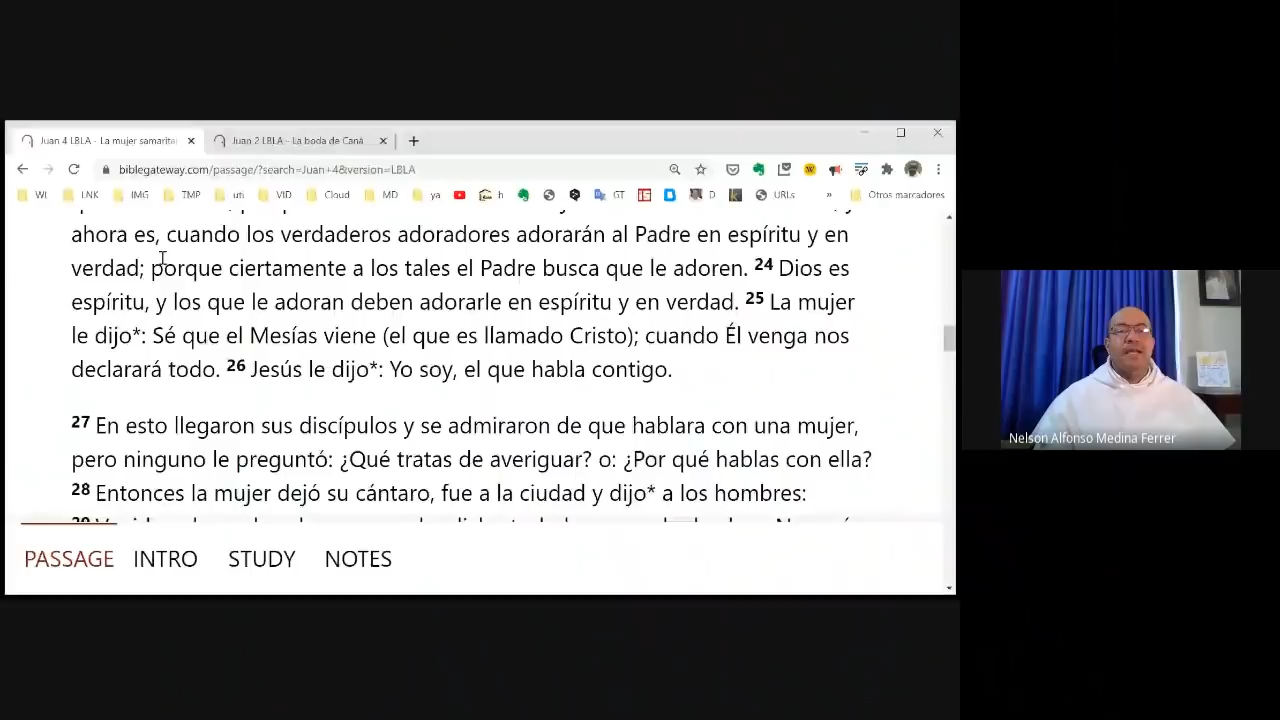 Juan 4 LBLA - La mujer samarita
Juan 2 LBLA - La boda de Caná
biblegateway.com/passage/?search=Juan+4&version=LBLA
WI LNK IMG TMP uti VID Cloud MD ya h GT D URLs » Otros marcadores
ahora es, cuando los verdaderos adoradores adorarán al Padre en espíritu y en
verdad; porque ciertamente a los tales el Padre busca que le adoren. 24 Dios es
espíritu, y los que le adoran deben adorarle en espíritu y en verdad. 25 La mujer
le dijo*: Sé que el Mesías viene (el que es llamado Cristo); cuando Él venga nos
declarará todo. 26 Jesús le dijo*: Yo soy, el que habla contigo.
27 En esto llegaron sus discípulos y se admiraron de que hablara con una mujer,
pero ninguno le preguntó: ¿Qué tratas de averiguar? o: ¿Por qué hablas con ella?
28 Entonces la mujer dejó su cántaro, fue a la ciudad y dijo* a los hombres:
PASSAGE INTRO STUDY NOTES
Nelson Alfonso Medina Ferrer